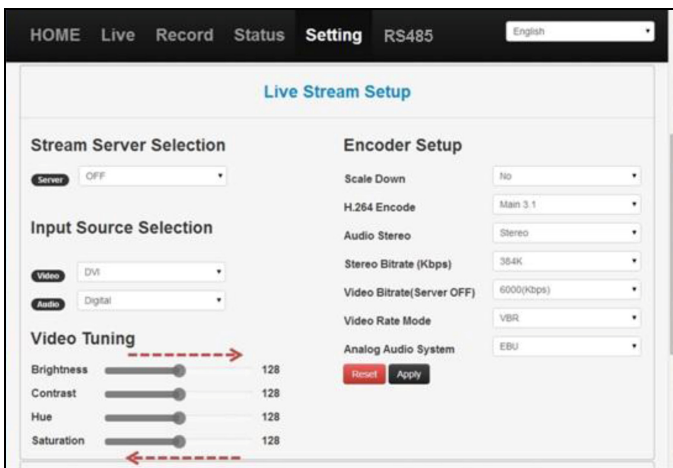 HOME Live Record Status Setting RS485 English
Live Stream Setup
Stream Server Selection
Server OFF
Input Source Selection
Video DVI
Audio Digital
Video Tuning
Brightness 128
Contrast 128
Hue 128
Saturation 128
Encoder Setup
Scale Down No
H.264 Encode Main 3.1
Audio Stereo Stereo
Stereo Bitrate (Kbps) 384K
Video Bitrate(Server OFF) 6000(Kbps)
Video Rate Mode VBR
Analog Audio System EBU
Reset Apply